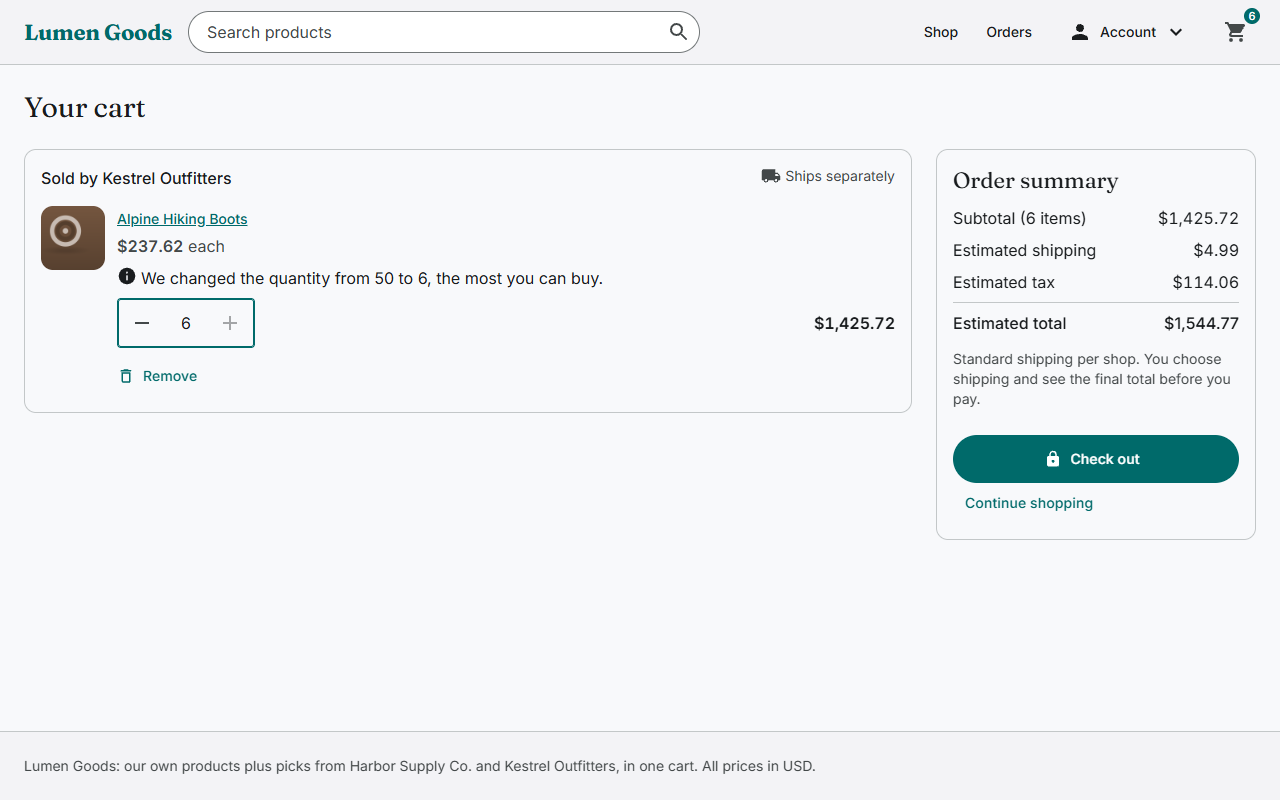 Lumen Goods
Search products
Shop
Orders
Account
6
Your cart
Sold by Kestrel Outfitters
Ships separately
Alpine Hiking Boots
$237.62 each
We changed the quantity from 50 to 6, the most you can buy.
6
$1,425.72
Remove
Order summary
Subtotal (6 items) $1,425.72
Estimated shipping $4.99
Estimated tax $114.06
Estimated total $1,544.77
Standard shipping per shop. You choose
shipping and see the final total before you
pay.
Check out
Continue shopping
Lumen Goods: our own products plus picks from Harbor Supply Co. and Kestrel Outfitters, in one cart. All prices in USD.